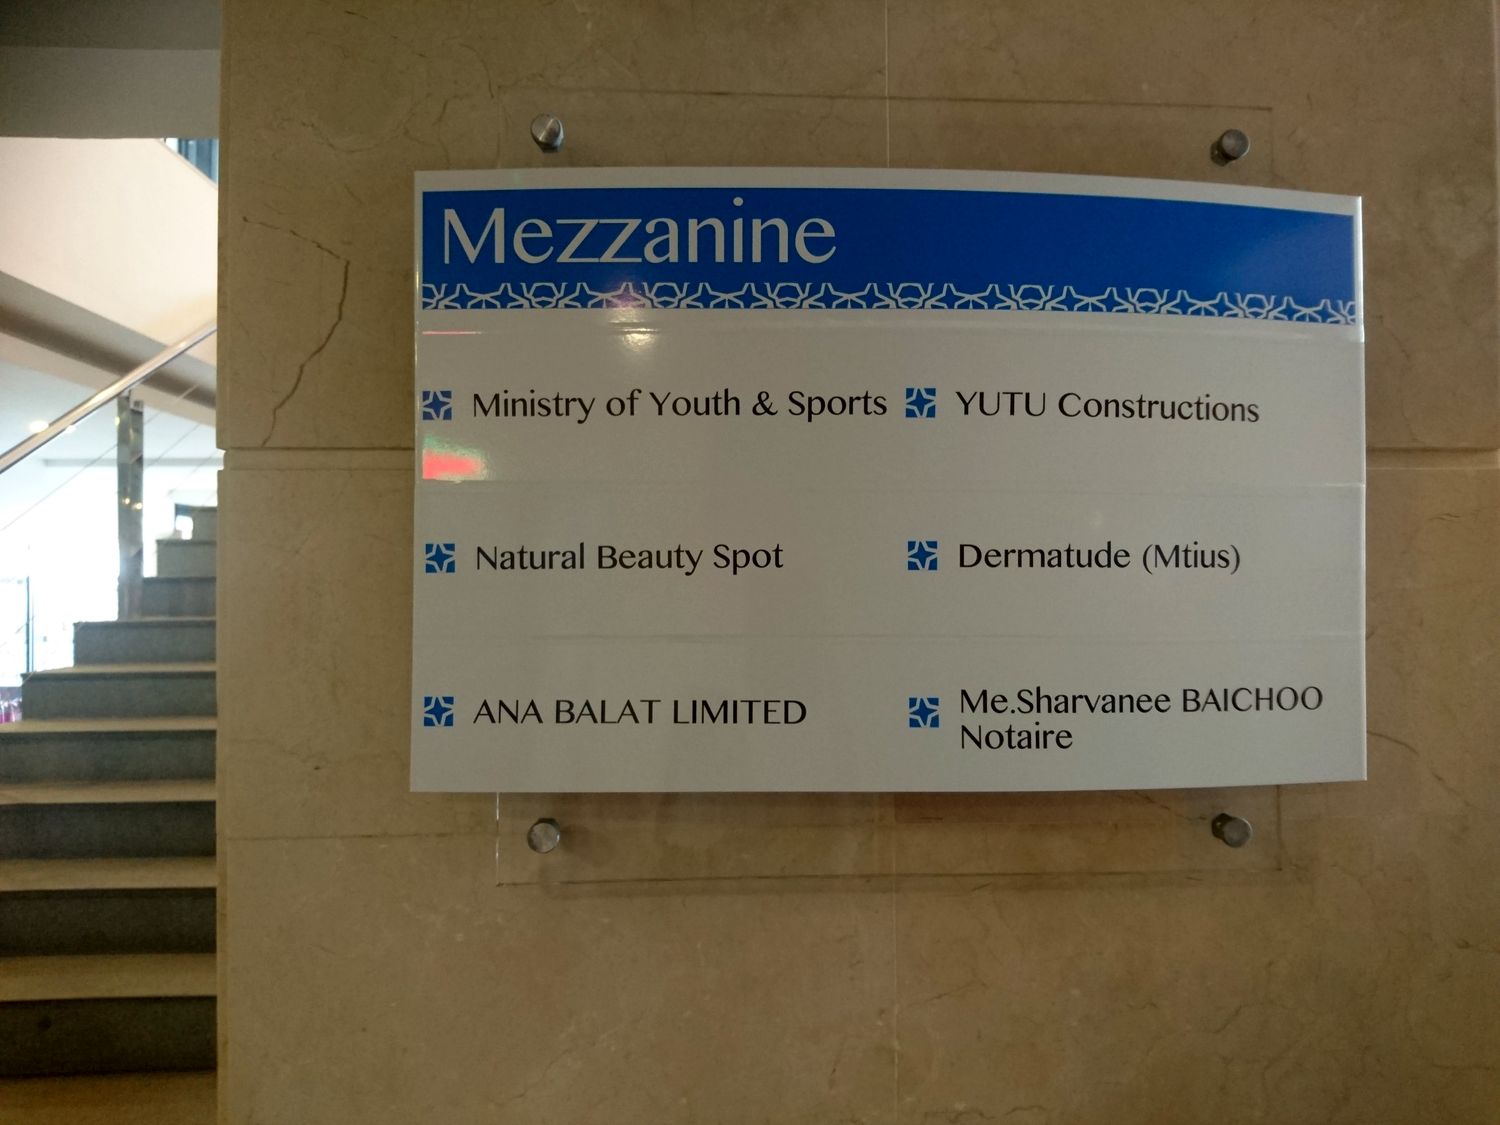 Mezzanine
Ministry of Youth & Sports
YUTU Constructions
Natural Beauty Spot
Dermatude (Mtius)
ANA BALAT LIMITED
Me.Sharvanee BAICHOO
Notaire